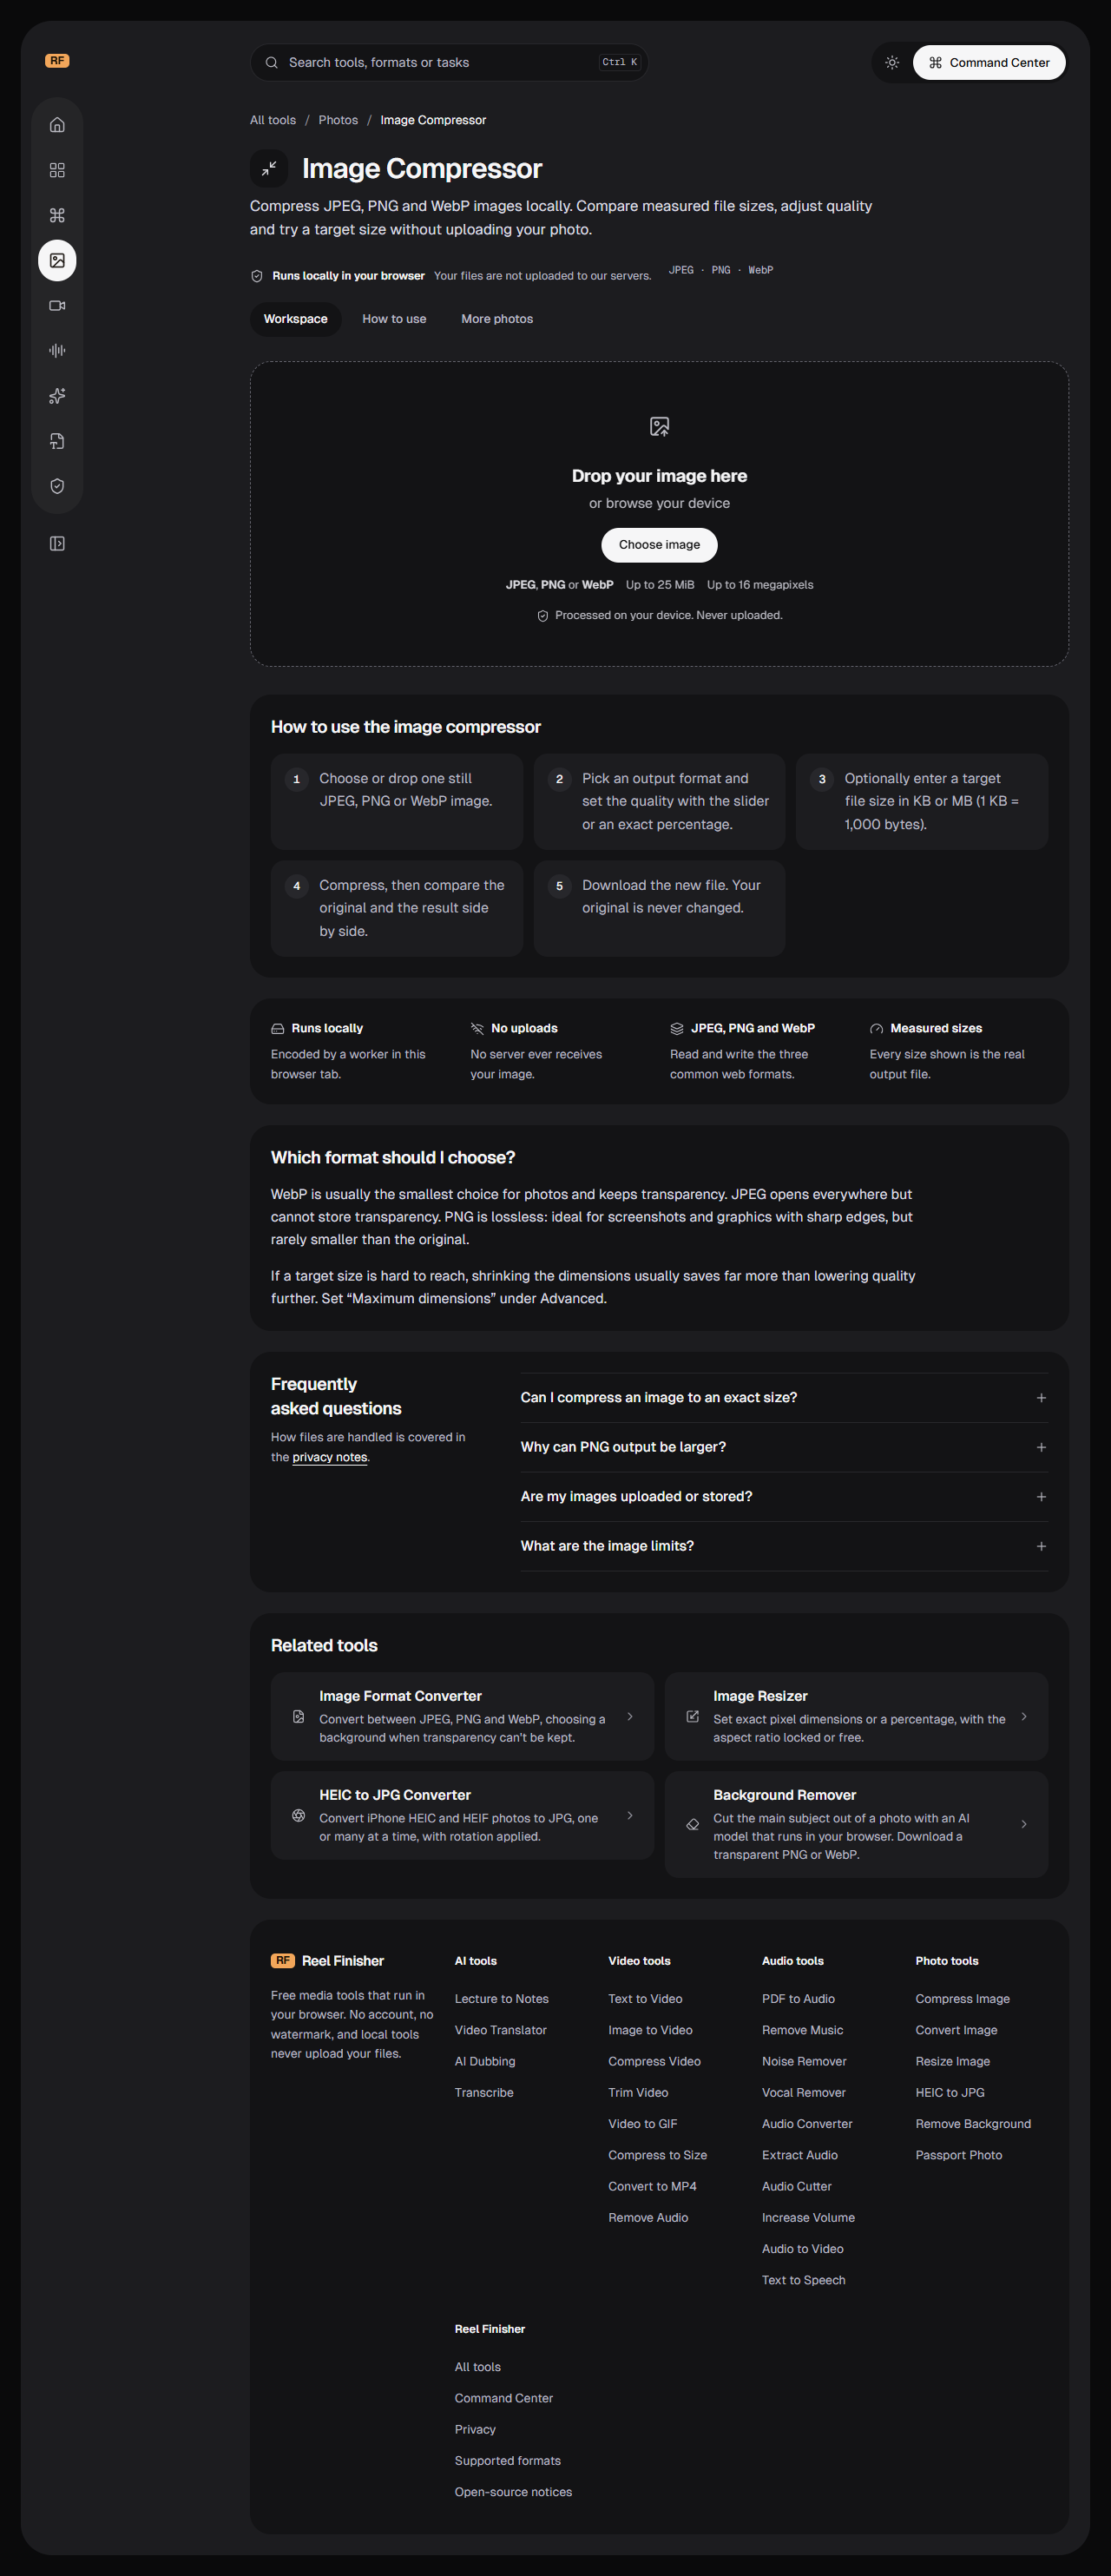 RF
Search tools, formats or tasks
Ctrl K
Command Center
All tools / Photos / Image Compressor
Image Compressor
Compress JPEG, PNG and WebP images locally. Compare measured file sizes, adjust quality
and try a target size without uploading your photo.
Runs locally in your browser Your files are not uploaded to our servers. JPEG · PNG · WebP
Workspace How to use More photos
Drop your image here
or browse your device
Choose image
JPEG, PNG or WebP Up to 25 MiB Up to 16 megapixels
Processed on your device. Never uploaded.
How to use the image compressor
1
Choose or drop one still
JPEG, PNG or WebP image.
2
Pick an output format and
set the quality with the slider
or an exact percentage.
3
Optionally enter a target
file size in KB or MB (1 KB =
1,000 bytes).
4
Compress, then compare the
original and the result side
by side.
5
Download the new file. Your
original is never changed.
Runs locally
Encoded by a worker in this
browser tab.
No uploads
No server ever receives
your image.
JPEG, PNG and WebP
Read and write the three
common web formats.
Measured sizes
Every size shown is the real
output file.
Which format should I choose?
WebP is usually the smallest choice for photos and keeps transparency. JPEG opens everywhere but
cannot store transparency. PNG is lossless: ideal for screenshots and graphics with sharp edges, but
rarely smaller than the original.
If a target size is hard to reach, shrinking the dimensions usually saves far more than lowering quality
further. Set “Maximum dimensions” under Advanced.
Frequently
asked questions
How files are handled is covered in
the privacy notes.
Can I compress an image to an exact size?
Why can PNG output be larger?
Are my images uploaded or stored?
What are the image limits?
Related tools
Image Format Converter
Convert between JPEG, PNG and WebP, choosing a
background when transparency can't be kept.
Image Resizer
Set exact pixel dimensions or a percentage, with the
aspect ratio locked or free.
HEIC to JPG Converter
Convert iPhone HEIC and HEIF photos to JPG, one
or many at a time, with rotation applied.
Background Remover
Cut the main subject out of a photo with an AI
model that runs in your browser. Download a
transparent PNG or WebP.
RF Reel Finisher
Free media tools that run in
your browser. No account, no
watermark, and local tools
never upload your files.
AI tools
Lecture to Notes
Video Translator
AI Dubbing
Transcribe
Video tools
Text to Video
Image to Video
Compress Video
Trim Video
Video to GIF
Compress to Size
Convert to MP4
Remove Audio
Audio tools
PDF to Audio
Remove Music
Noise Remover
Vocal Remover
Audio Converter
Extract Audio
Audio Cutter
Increase Volume
Audio to Video
Text to Speech
Photo tools
Compress Image
Convert Image
Resize Image
HEIC to JPG
Remove Background
Passport Photo
Reel Finisher
All tools
Command Center
Privacy
Supported formats
Open-source notices